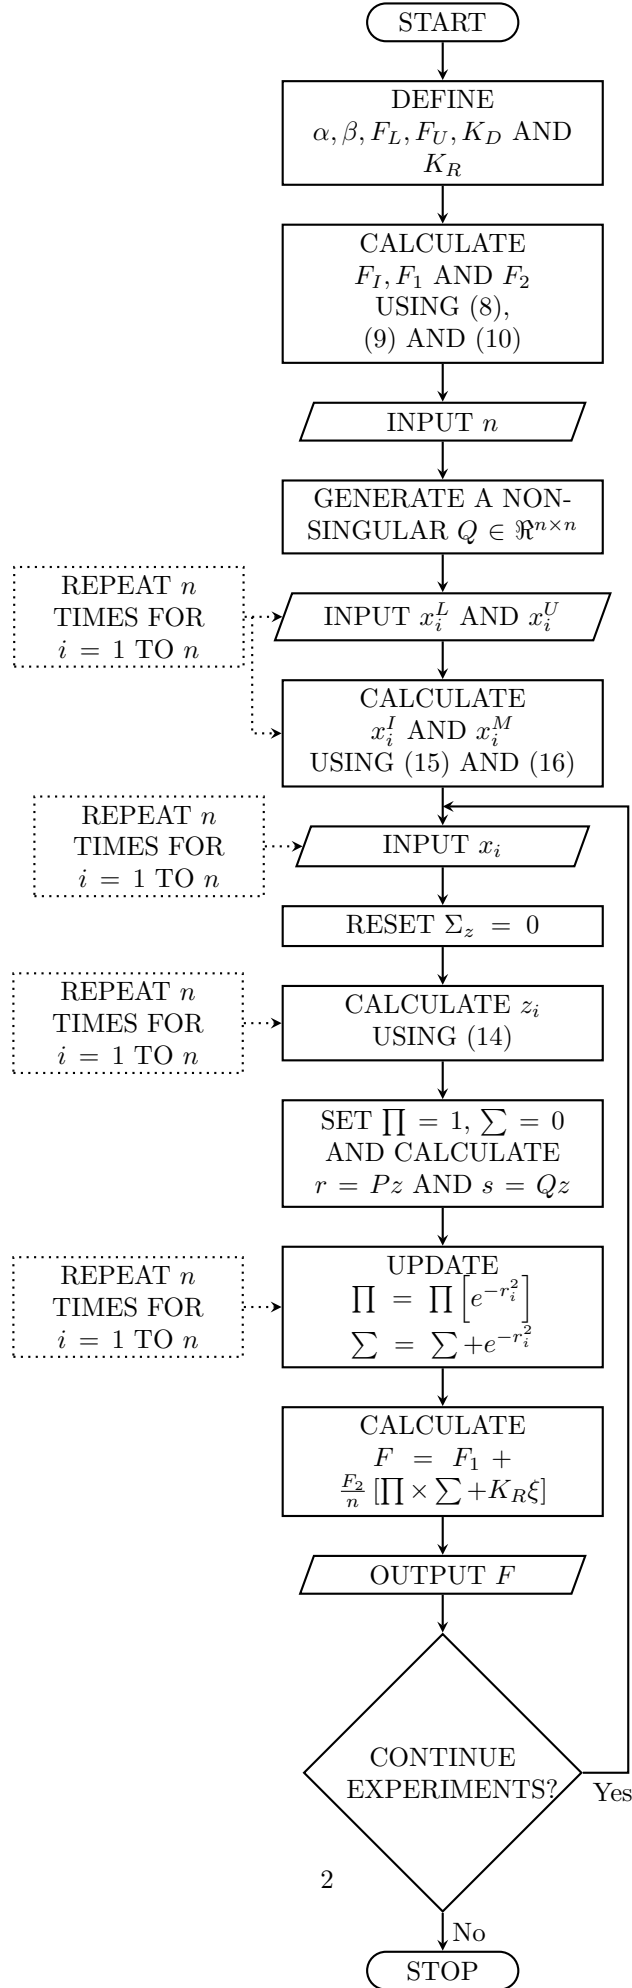 START
DEFINE
α, β, F_L, F_U, K_D AND
K_R
CALCULATE
F_I, F_1 AND F_2
USING (8),
(9) AND (10)
INPUT n
GENERATE A NON-
SINGULAR Q ∈ ℜ^{n×n}
REPEAT n
TIMES FOR
i = 1 TO n
INPUT x_i^L AND x_i^U
CALCULATE
x_i^I AND x_i^M
USING (15) AND (16)
REPEAT n
TIMES FOR
i = 1 TO n
INPUT x_i
RESET Σ_z = 0
REPEAT n
TIMES FOR
i = 1 TO n
CALCULATE z_i
USING (14)
SET ∏ = 1, ∑ = 0
AND CALCULATE
r = Pz AND s = Qz
REPEAT n
TIMES FOR
i = 1 TO n
UPDATE
∏ = ∏ [e^{-r_i^2}]
∑ = ∑ +e^{-r_i^2}
CALCULATE
F = F_1 +
\frac{F_2}{n} [∏ × ∑ +K_R ξ]
OUTPUT F
CONTINUE
EXPERIMENTS?
Yes
2
No
STOP